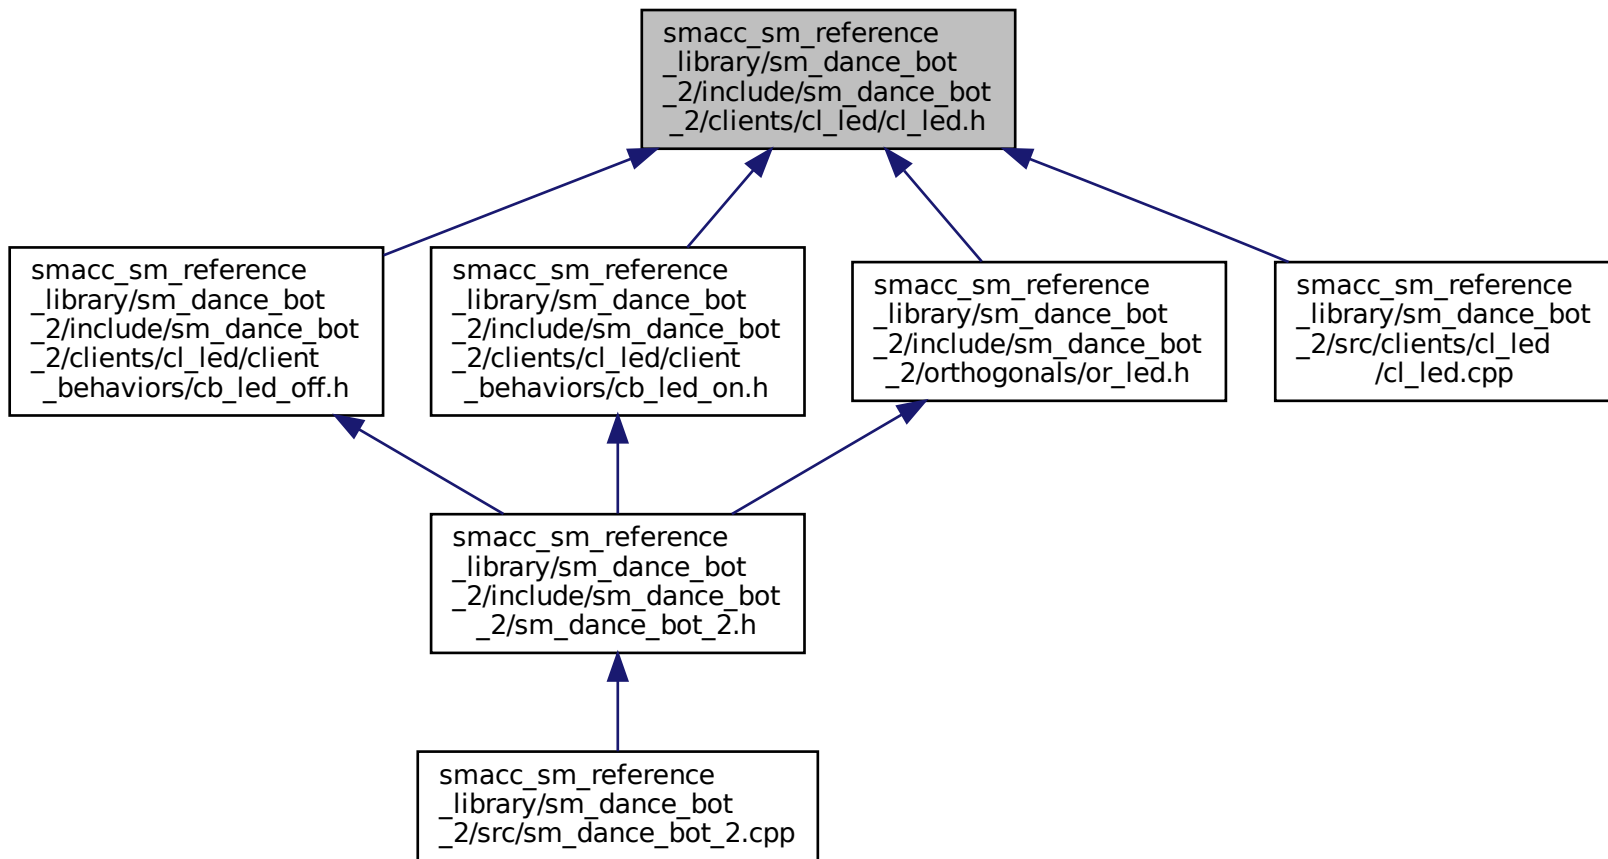 smacc_sm_reference
_library/sm_dance_bot
_2/include/sm_dance_bot
_2/clients/cl_led/cl_led.h
smacc_sm_reference
_library/sm_dance_bot
_2/include/sm_dance_bot
_2/clients/cl_led/client
_behaviors/cb_led_off.h
smacc_sm_reference
_library/sm_dance_bot
_2/include/sm_dance_bot
_2/clients/cl_led/client
_behaviors/cb_led_on.h
smacc_sm_reference
_library/sm_dance_bot
_2/include/sm_dance_bot
_2/orthogonals/or_led.h
smacc_sm_reference
_library/sm_dance_bot
_2/src/clients/cl_led
/cl_led.cpp
smacc_sm_reference
_library/sm_dance_bot
_2/include/sm_dance_bot
_2/sm_dance_bot_2.h
smacc_sm_reference
_library/sm_dance_bot
_2/src/sm_dance_bot_2.cpp